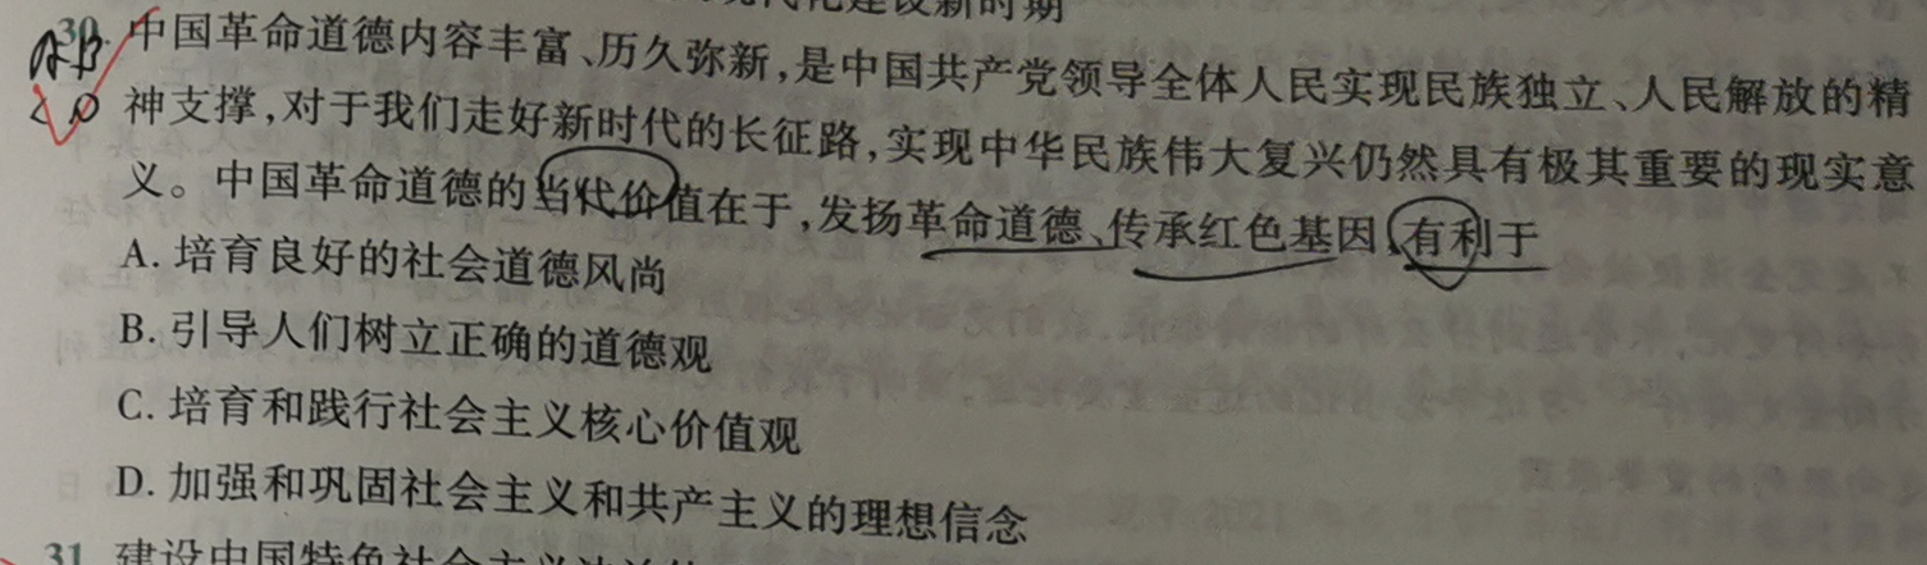 现代化建设新时期
30. 中国革命道德内容丰富、历久弥新,是中国共产党领导全体人民实现民族独立、人民解放的精
AB
CD
神支撑,对于我们走好新时代的长征路,实现中华民族伟大复兴仍然具有极其重要的现实意
义。中国革命道德的当代价值在于,发扬革命道德、传承红色基因,有利于
A. 培育良好的社会道德风尚
B. 引导人们树立正确的道德观
C. 培育和践行社会主义核心价值观
D. 加强和巩固社会主义和共产主义的理想信念
31. 建设中国特色社会主义法治